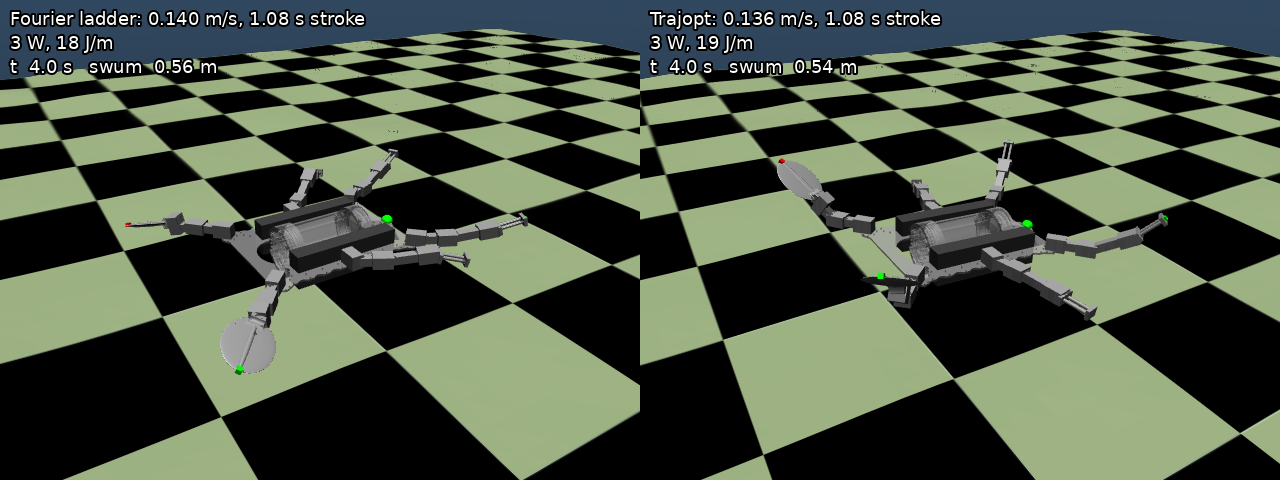 Fourier, ladder: 0.140 m/s, 1.08 s stroke
3 W, 18 J/m
t  4.0 s   swum  0.56 m
Trajopt: 0.136 m/s, 1.08 s stroke
3 W, 19 J/m
t  4.0 s   swum  0.54 m